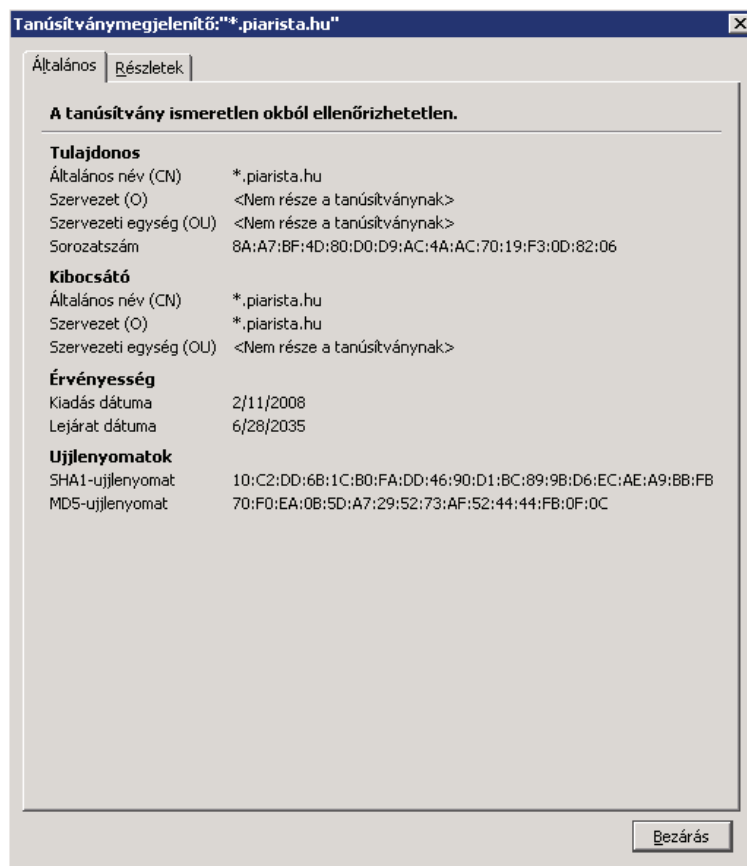 Tanúsítványmegjelenítő:"*.piarista.hu"
Általános Részletek
A tanúsítvány ismeretlen okból ellenőrizhetetlen.
Tulajdonos
Általános név (CN) *.piarista.hu
Szervezet (O) <Nem része a tanúsítványnak>
Szervezeti egység (OU) <Nem része a tanúsítványnak>
Sorozatszám 8A:A7:BF:4D:80:D0:D9:AC:4A:AC:70:19:F3:0D:82:06
Kibocsátó
Általános név (CN) *.piarista.hu
Szervezet (O) *.piarista.hu
Szervezeti egység (OU) <Nem része a tanúsítványnak>
Érvényesség
Kiadás dátuma 2/11/2008
Lejárat dátuma 6/28/2035
Ujjlenyomatok
SHA1-ujjlenyomat 10:C2:DD:6B:1C:B0:FA:DD:46:90:D1:BC:89:9B:D6:EC:AE:A9:BB:FB
MD5-ujjlenyomat 70:F0:EA:0B:5D:A7:29:52:73:AF:52:44:44:FB:0F:0C
Bezárás